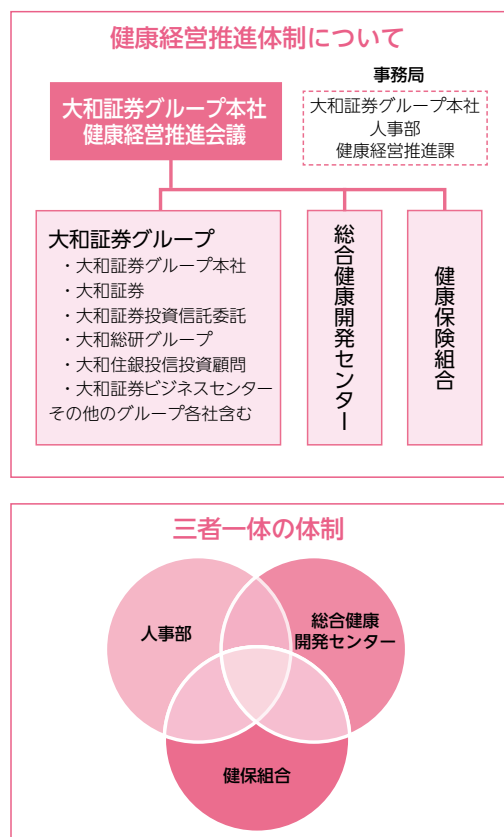 健康経営推進体制について
事務局
大和証券グループ本社
健康経営推進会議
大和証券グループ本社
人事部
健康経営推進課
大和証券グループ
・大和証券グループ本社
・大和証券
・大和証券投資信託委託
・大和総研グループ
・大和住銀投信投資顧問
・大和証券ビジネスセンター
その他のグループ各社含む
総合健康開発センター
健康保険組合
三者一体の体制
人事部
総合健康
開発センター
健保組合